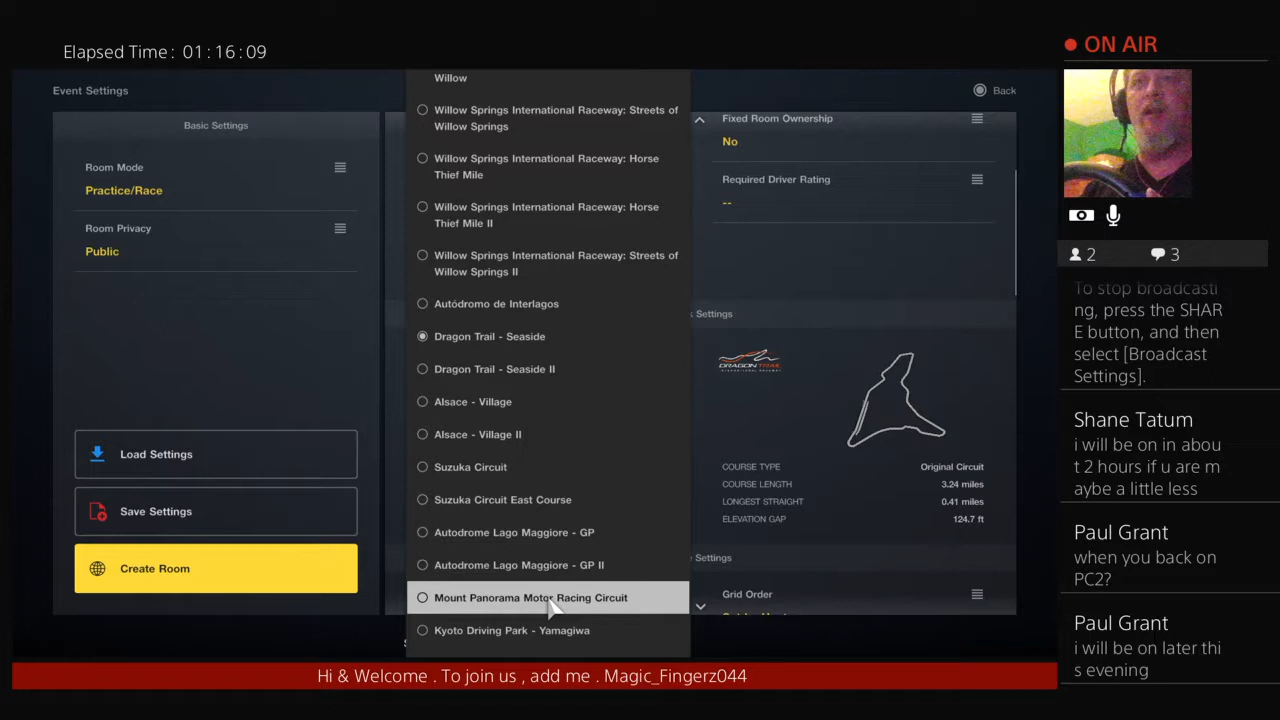 Elapsed Time: 01:16:09
ON AIR
Event Settings
Back
Basic Settings
Room Mode
Practice/Race
Room Privacy
Public
Load Settings
Save Settings
Create Room
Willow
Willow Springs International Raceway: Streets of
Willow Springs
Willow Springs International Raceway: Horse
Thief Mile
Willow Springs International Raceway: Horse
Thief Mile II
Willow Springs International Raceway: Streets of
Willow Springs II
Autódromo de Interlagos
Dragon Trail - Seaside
Dragon Trail - Seaside II
Alsace - Village
Alsace - Village II
Suzuka Circuit
Suzuka Circuit East Course
Autodrome Lago Maggiore - GP
Autodrome Lago Maggiore - GP II
Mount Panorama Motor Racing Circuit
Kyoto Driving Park - Yamagiwa
Fixed Room Ownership
No
Required Driver Rating
--
Settings
DRAGON TRAIL
COURSE TYPE Original Circuit
COURSE LENGTH 3.24 miles
LONGEST STRAIGHT 0.41 miles
ELEVATION GAP 124.7 ft
Settings
Grid Order
2 3
To stop broadcasti
ng, press the SHAR
E button, and then
select [Broadcast
Settings].
Shane Tatum
i will be on in abou
t 2 hours if u are m
aybe a little less
Paul Grant
when you back on
PC2?
Paul Grant
i will be on later thi
s evening
Hi & Welcome . To join us , add me . Magic_Fingerz044